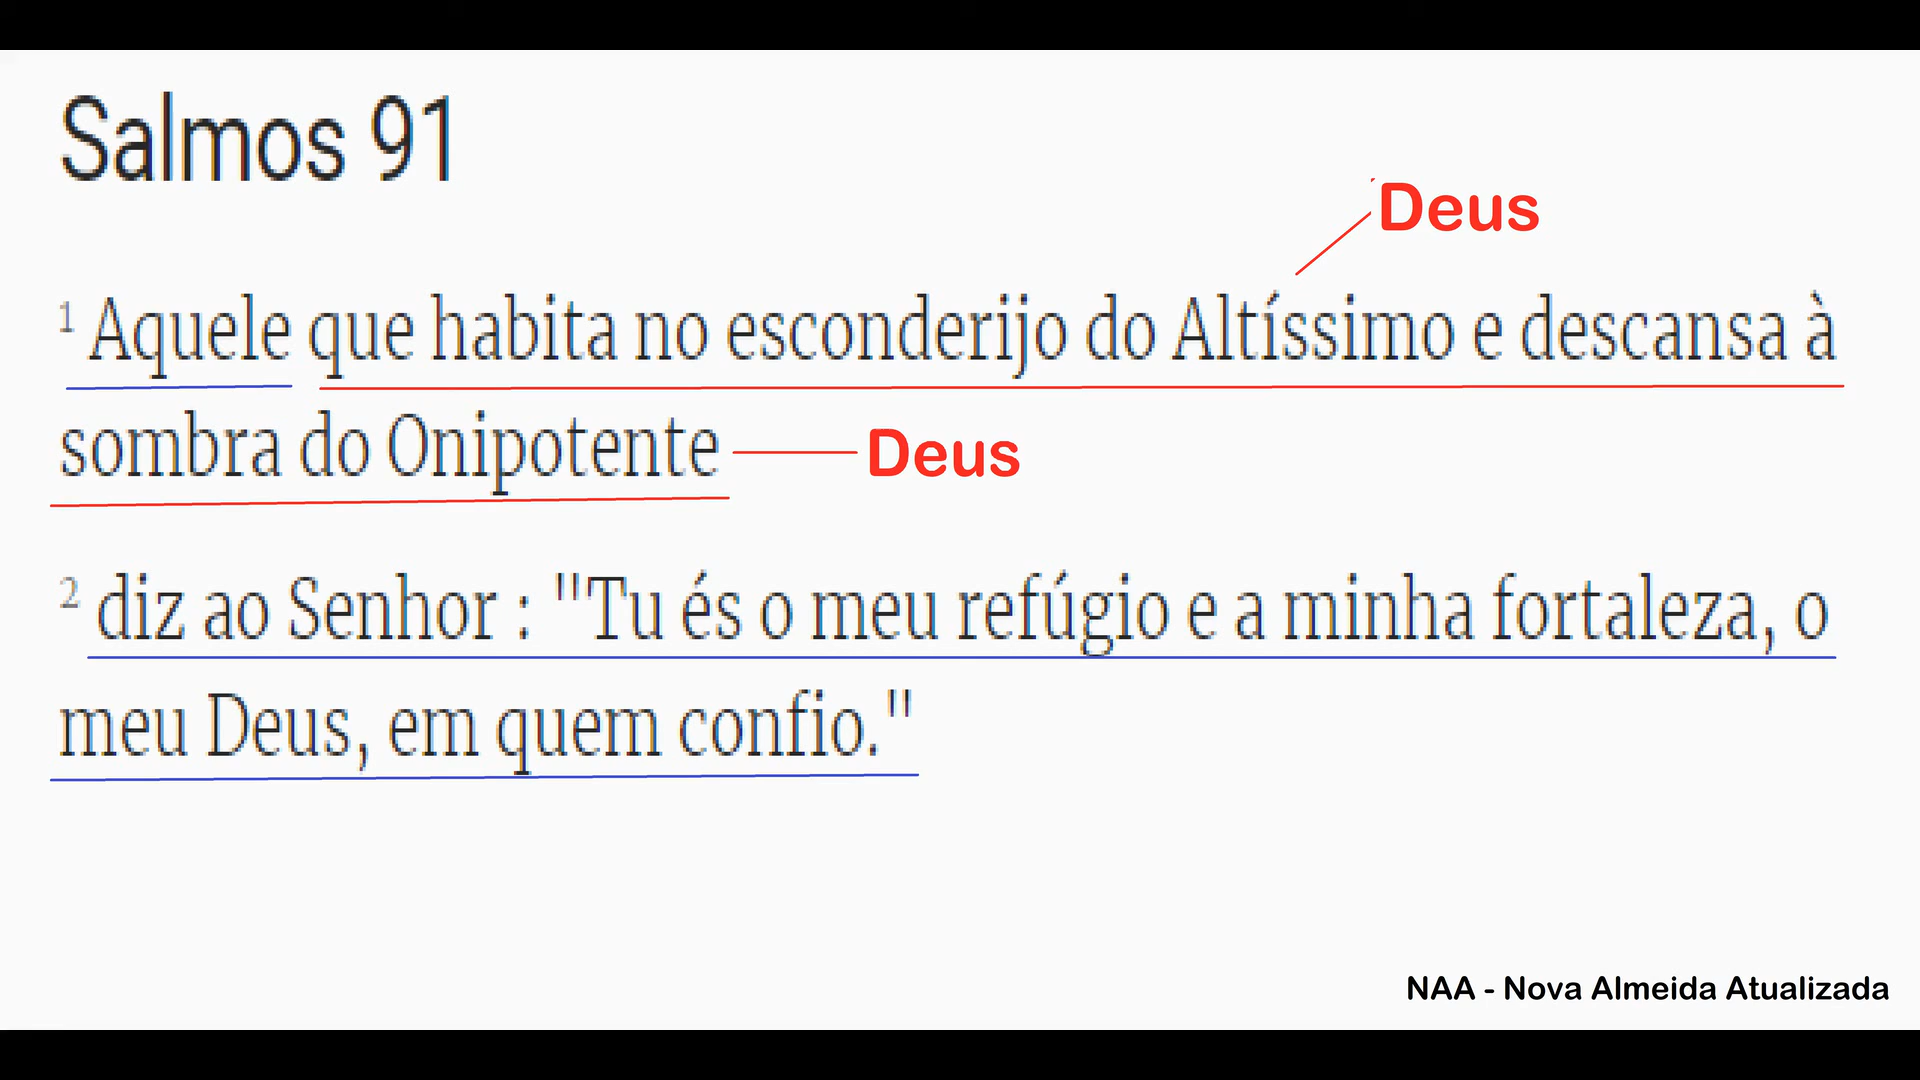 Salmos 91
Deus
1 Aquele que habita no esconderijo do Altíssimo e descansa à
sombra do Onipotente Deus
2 diz ao Senhor : "Tu és o meu refúgio e a minha fortaleza, o
meu Deus, em quem confio."
NAA - Nova Almeida Atualizada